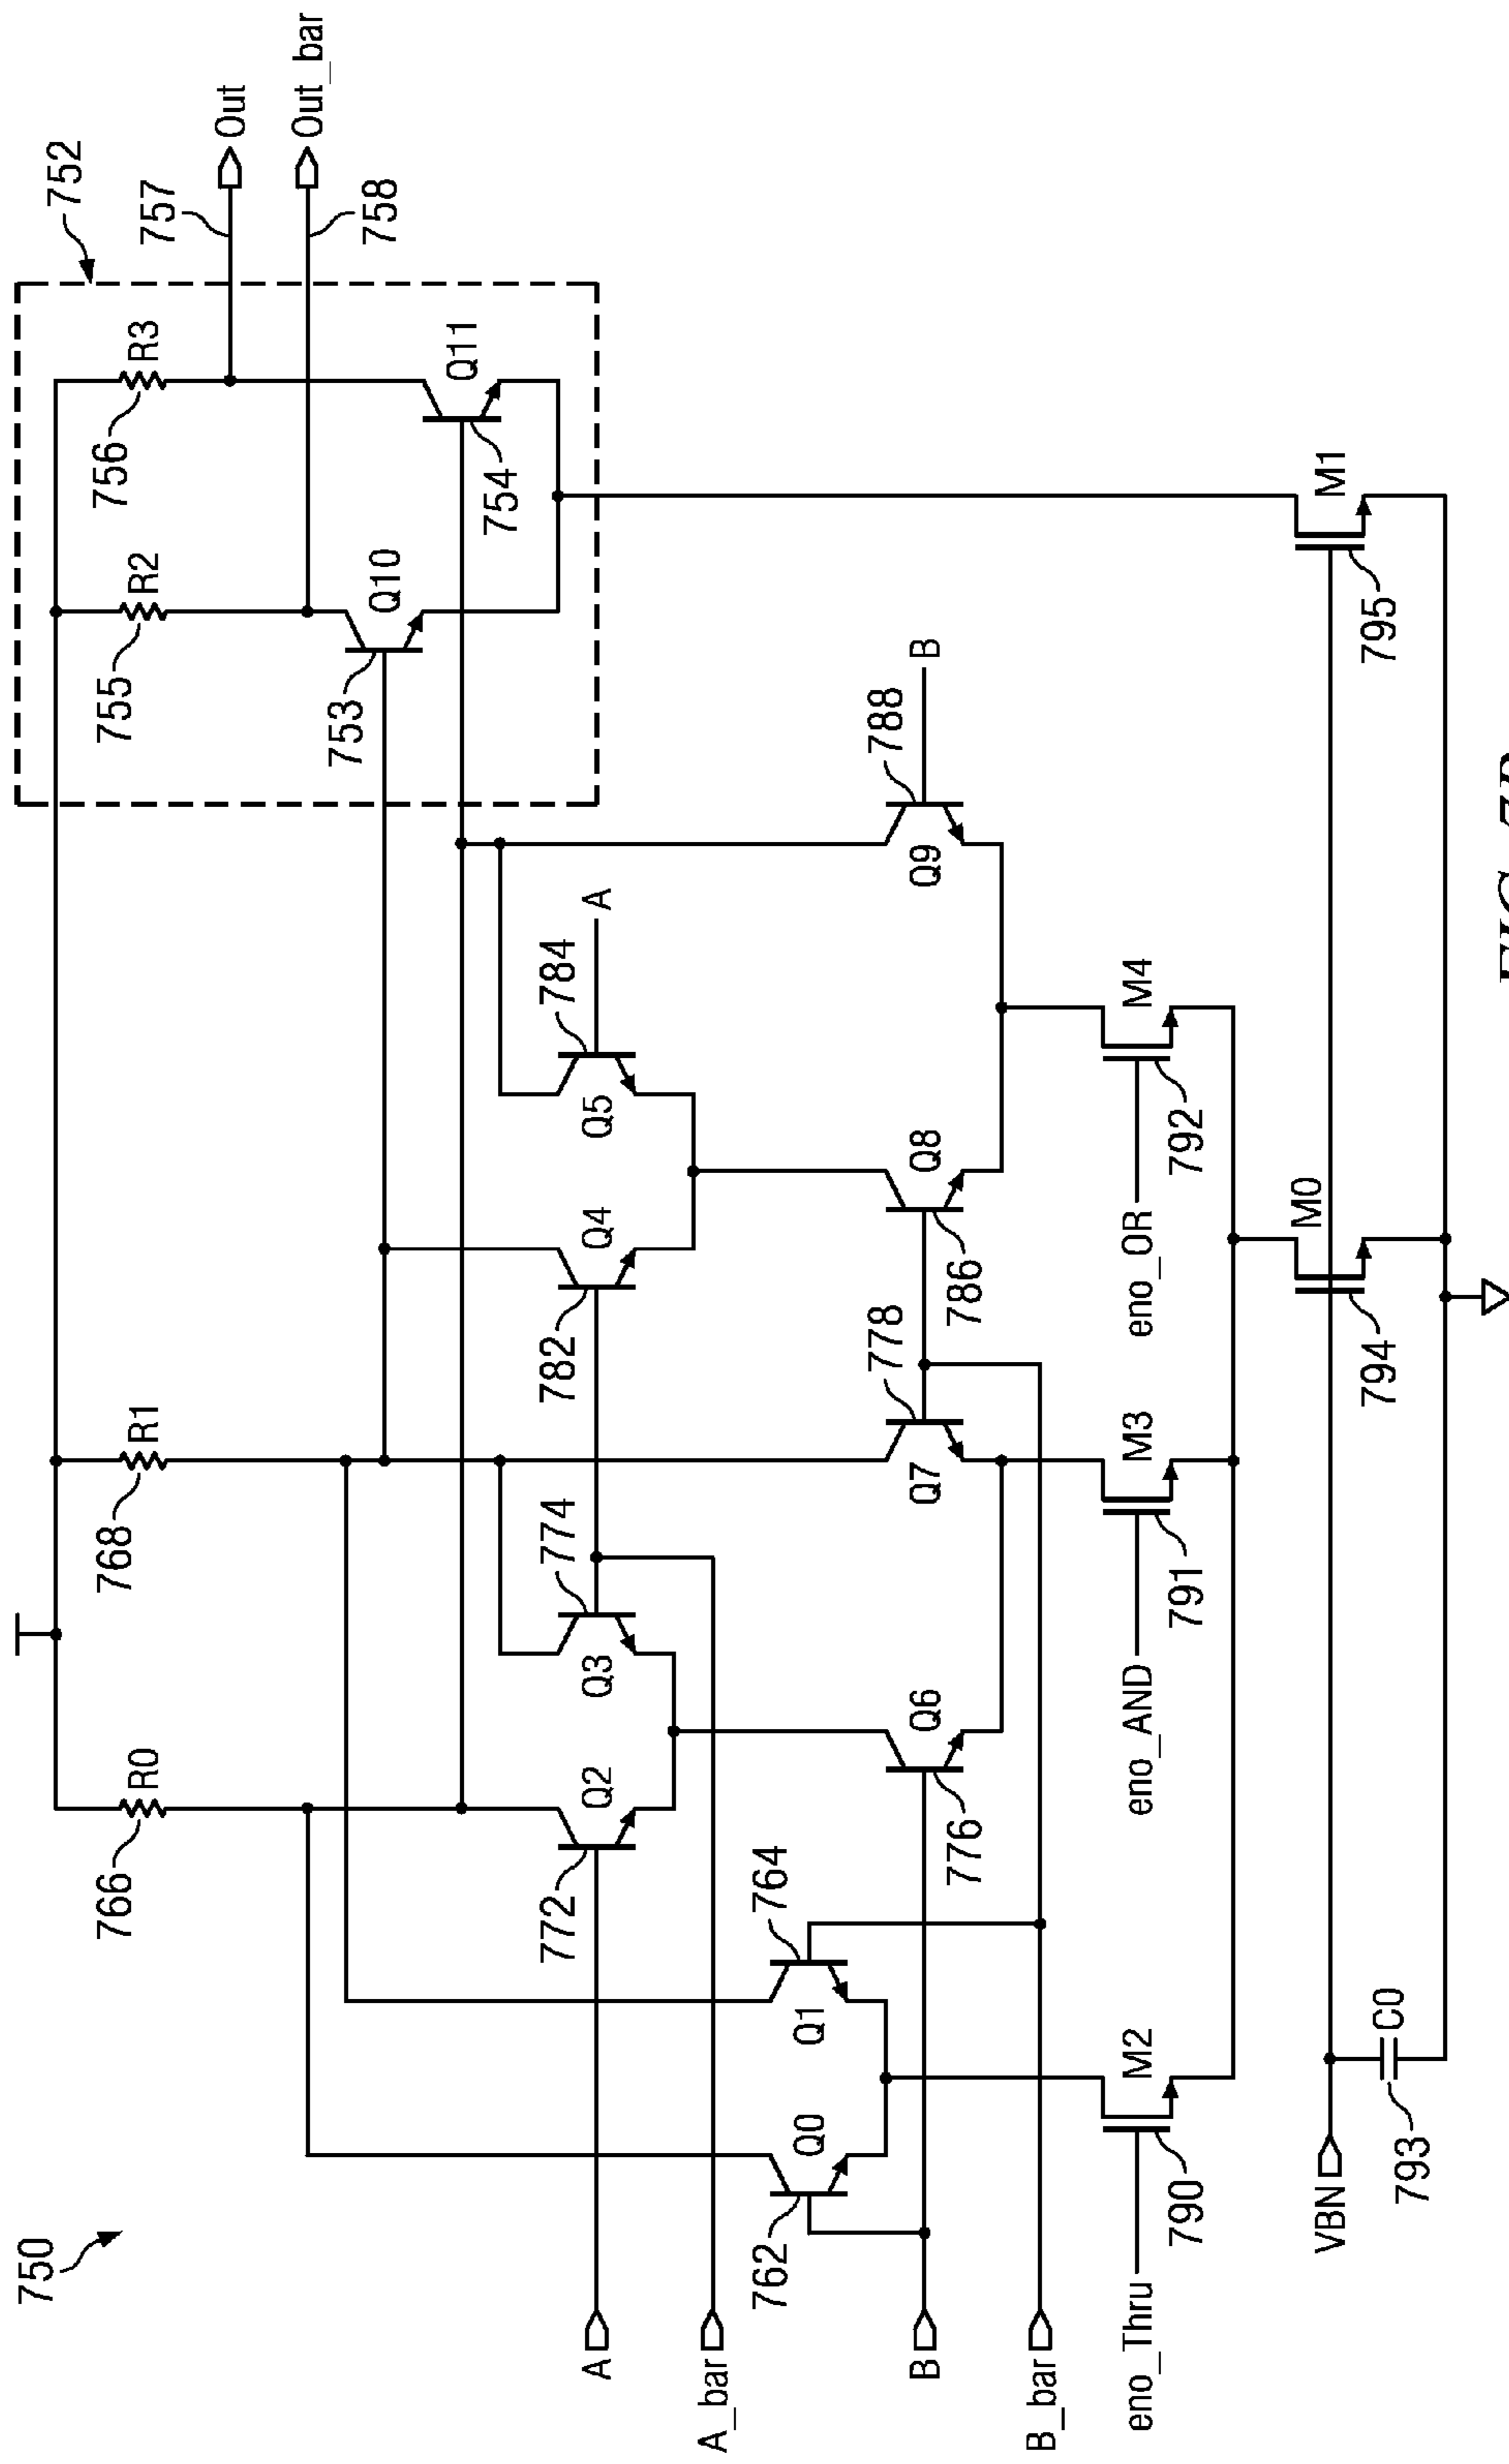 750
752
766
R0
768
R1
755
R2
756
R3
757
Out
Out_bar
758
753
Q10
754
Q11
A
772
Q2
Q3
774
782
Q4
Q5
784
A
A_bar
762
Q0
Q1
764
B
776
Q6
Q7
778
786
Q8
Q9
788
B
B_bar
eno_Thru
790
M2
eno_AND
791
M3
eno_OR
792
M4
VBN
793
C0
794
M0
795
M1